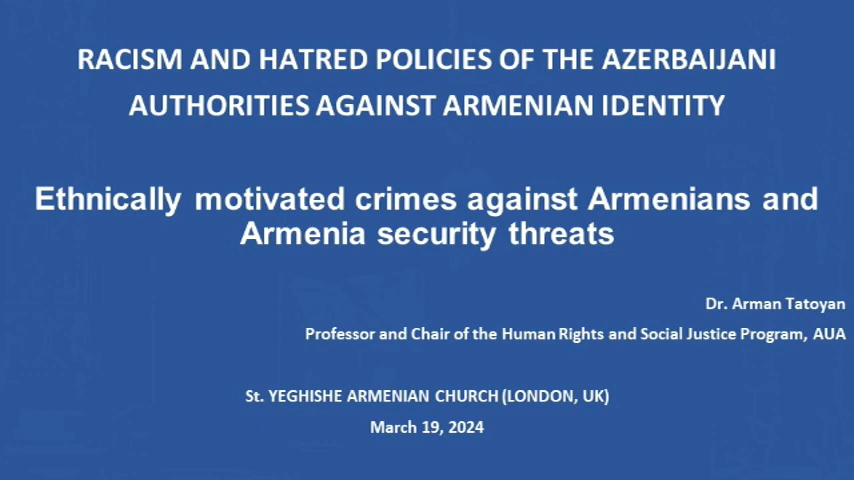 RACISM AND HATRED POLICIES OF THE AZERBAIJANI
AUTHORITIES AGAINST ARMENIAN IDENTITY
Ethnically motivated crimes against Armenians and
Armenia security threats
Dr. Arman Tatoyan
Professor and Chair of the Human Rights and Social Justice Program, AUA
St. YEGHISHE ARMENIAN CHURCH (LONDON, UK)
March 19, 2024